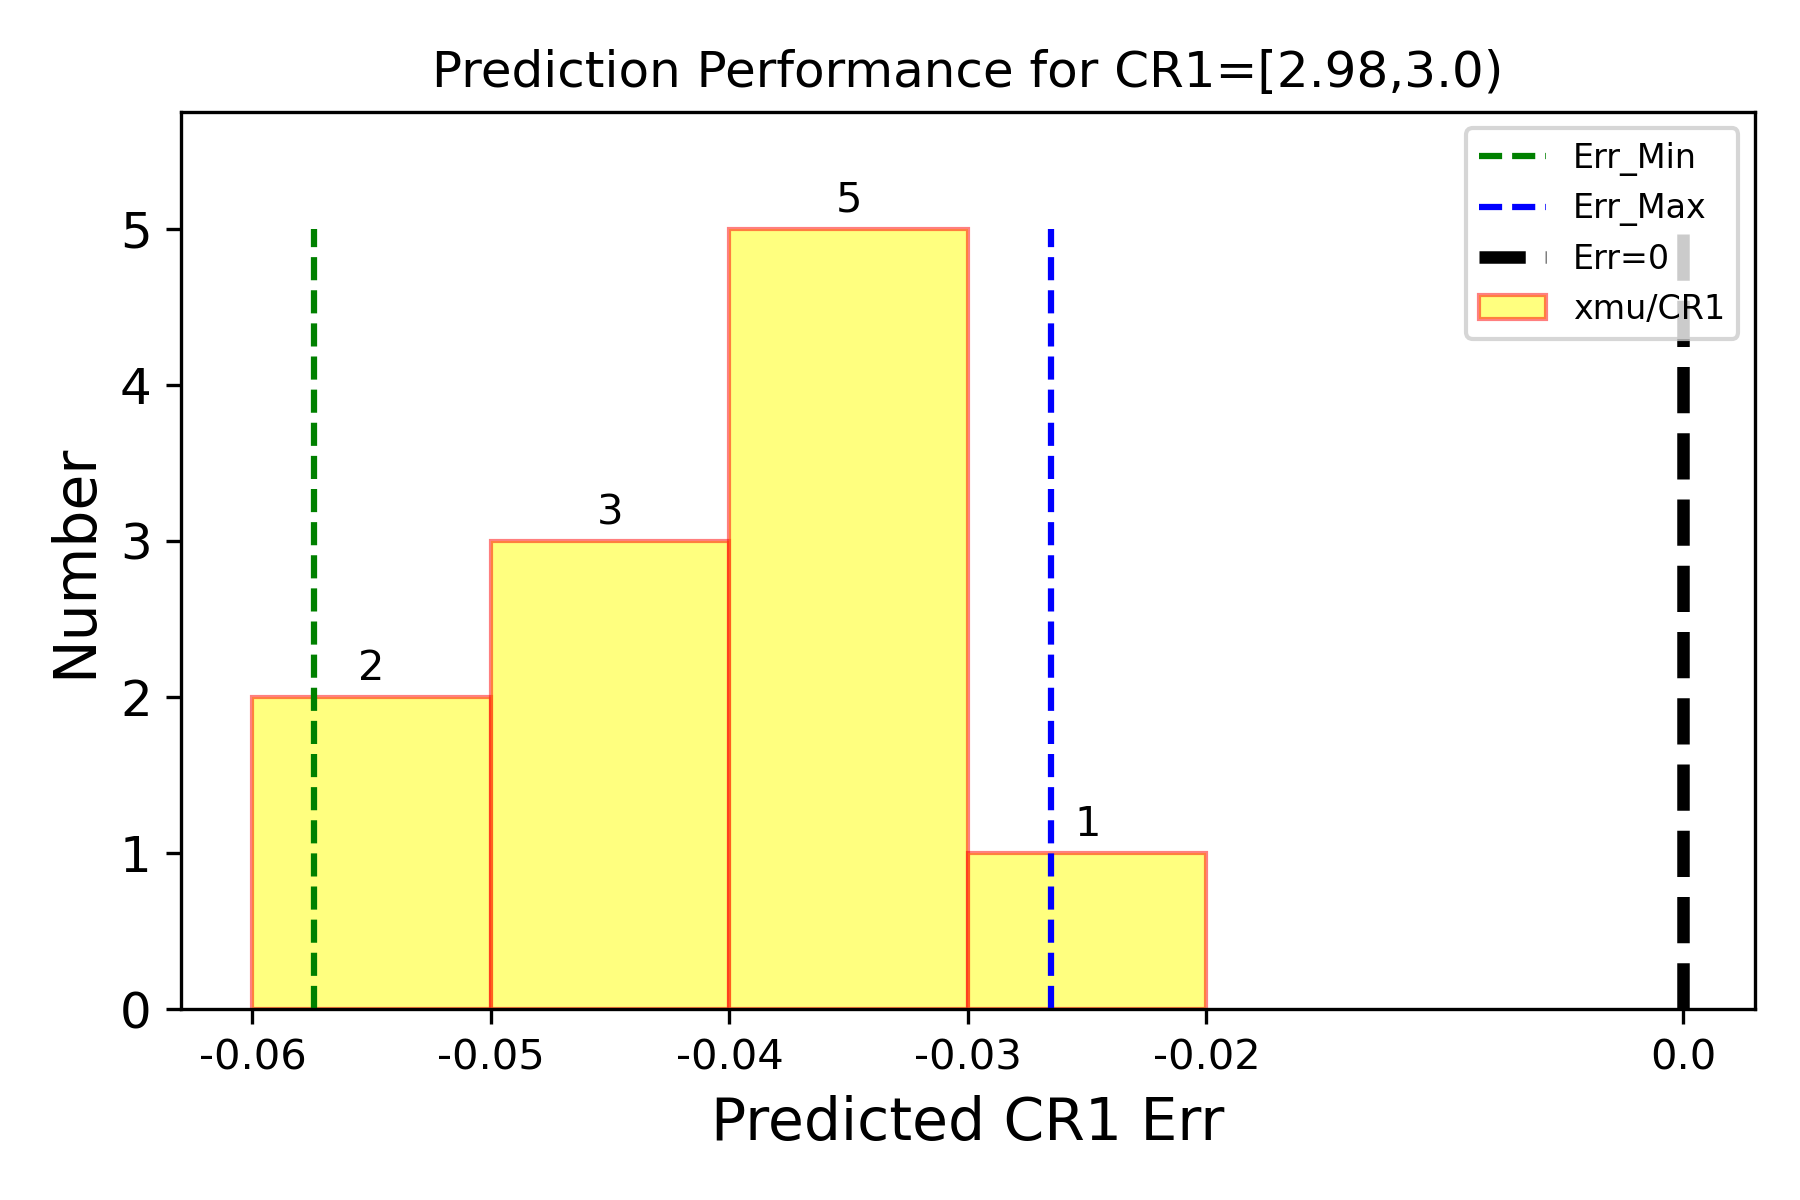 Prediction Performance for CR1=[2.98,3.0)
Err_Min
Err_Max
Err=0
xmu/CR1
5
3
2
1
5
4
3
2
1
0
Number
-0.06
-0.05
-0.04
-0.03
-0.02
0.0
Predicted CR1 Err